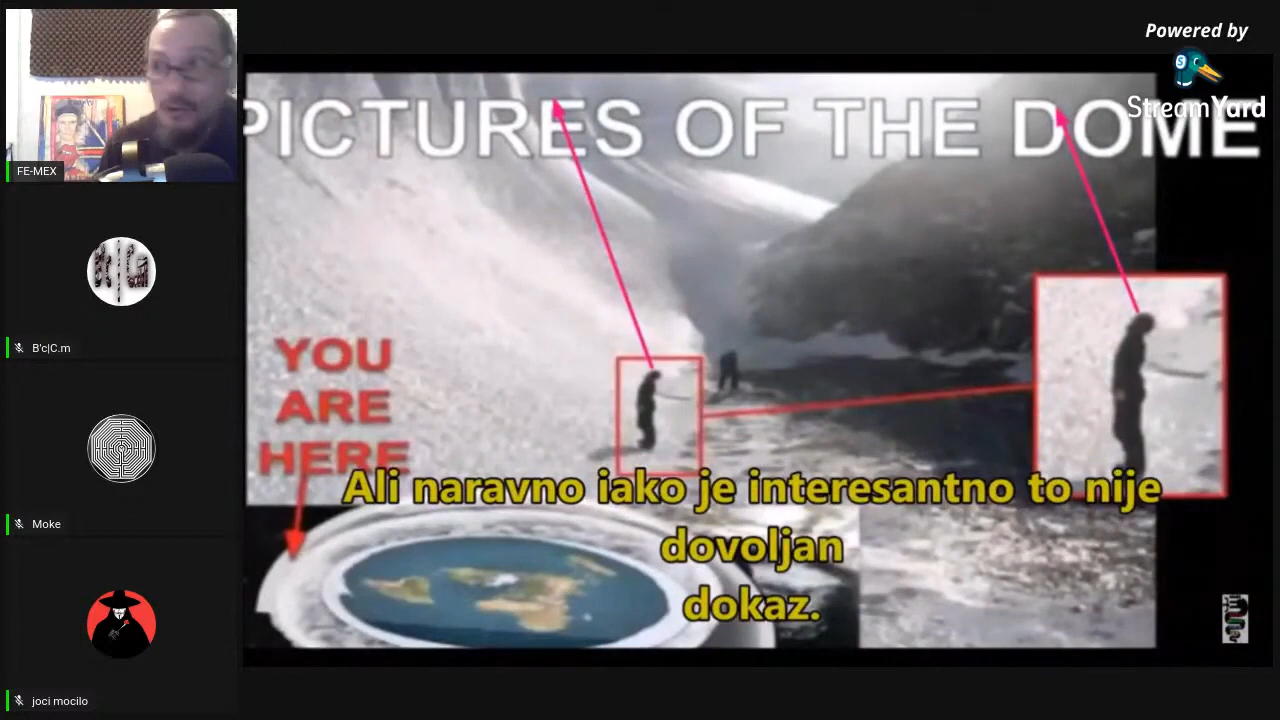 Powered by
StreamYard
PICTURES OF THE DOME
FE-MEX
B'c|C.m
Moke
joci mocilo
YOU
ARE
HERE
Ali naravno iako je interesantno to nije
dovoljan
dokaz.